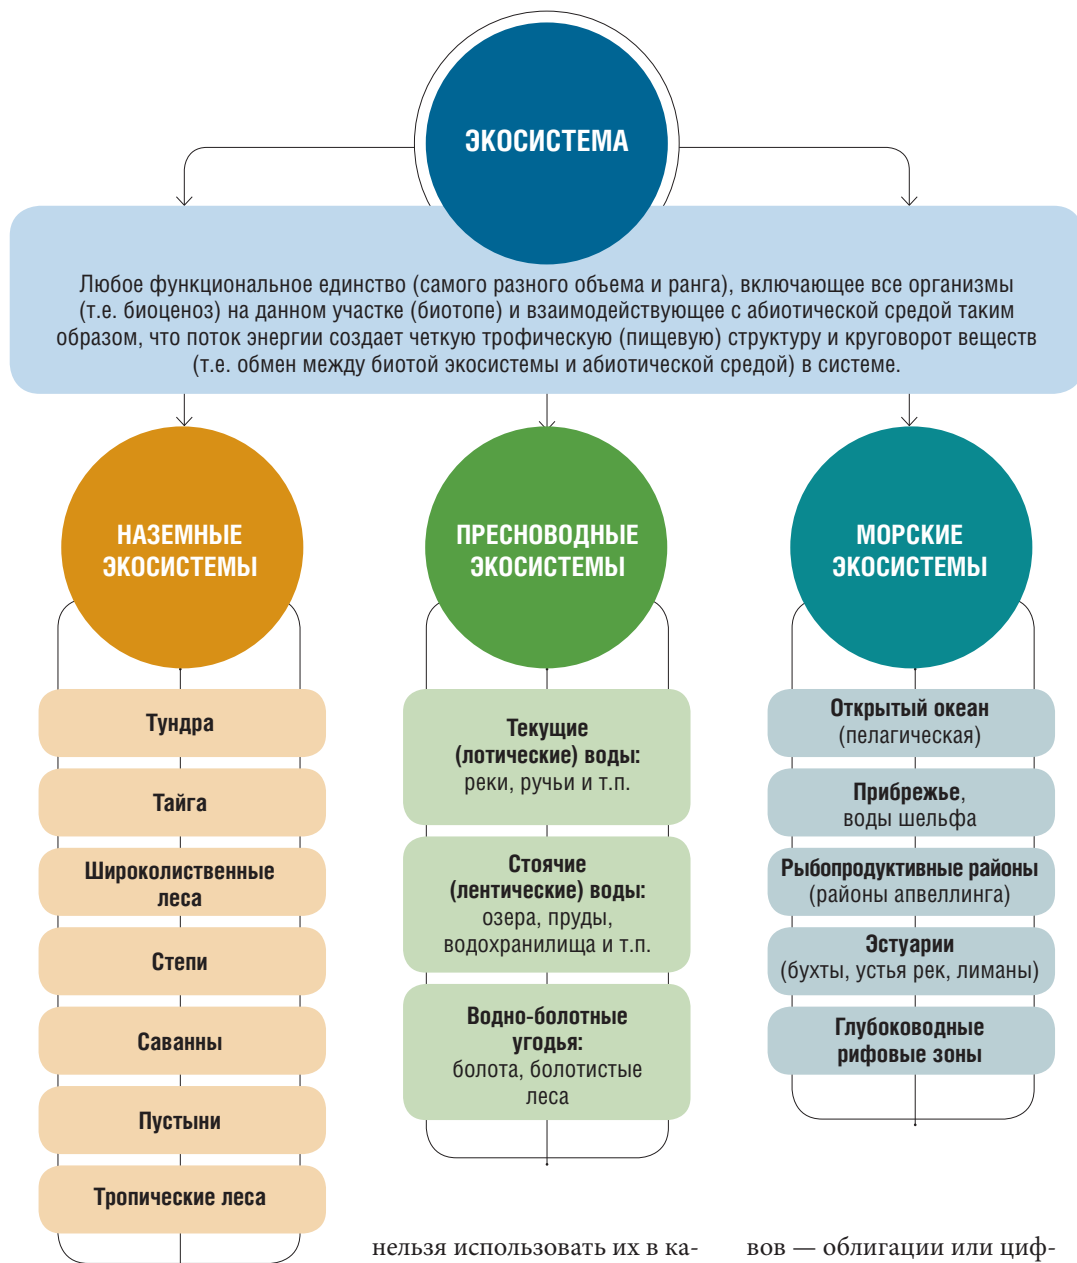 ЭКОСИСТЕМА
Любое функциональное единство (самого разного объема и ранга), включающее все организмы
(т.е. биоценоз) на данном участке (биотопе) и взаимодействующее с абиотической средой таким
образом, что поток энергии создает четкую трофическую (пищевую) структуру и круговорот веществ
(т.е. обмен между биотой экосистемы и абиотической средой) в системе.
НАЗЕМНЫЕ
ЭКОСИСТЕМЫ
Тундра
Тайга
Широколиственные
леса
Степи
Саванны
Пустыни
Тропические леса
ПРЕСНОВОДНЫЕ
ЭКОСИСТЕМЫ
Текущие
(лотические) воды:
реки, ручьи и т.п.
Стоячие
(лентические) воды:
озера, пруды,
водохранилища и т.п.
Водно-болотные
угодья:
болота, болотистые
леса
МОРСКИЕ
ЭКОСИСТЕМЫ
Открытый океан
(пелагическая)
Прибрежье,
воды шельфа
Рыбопродуктивные районы
(районы апвеллинга)
Эстуарии
(бухты, устья рек, лиманы)
Глубоководные
рифовые зоны
нельзя использовать их в ка-
вов — облигации или циф-